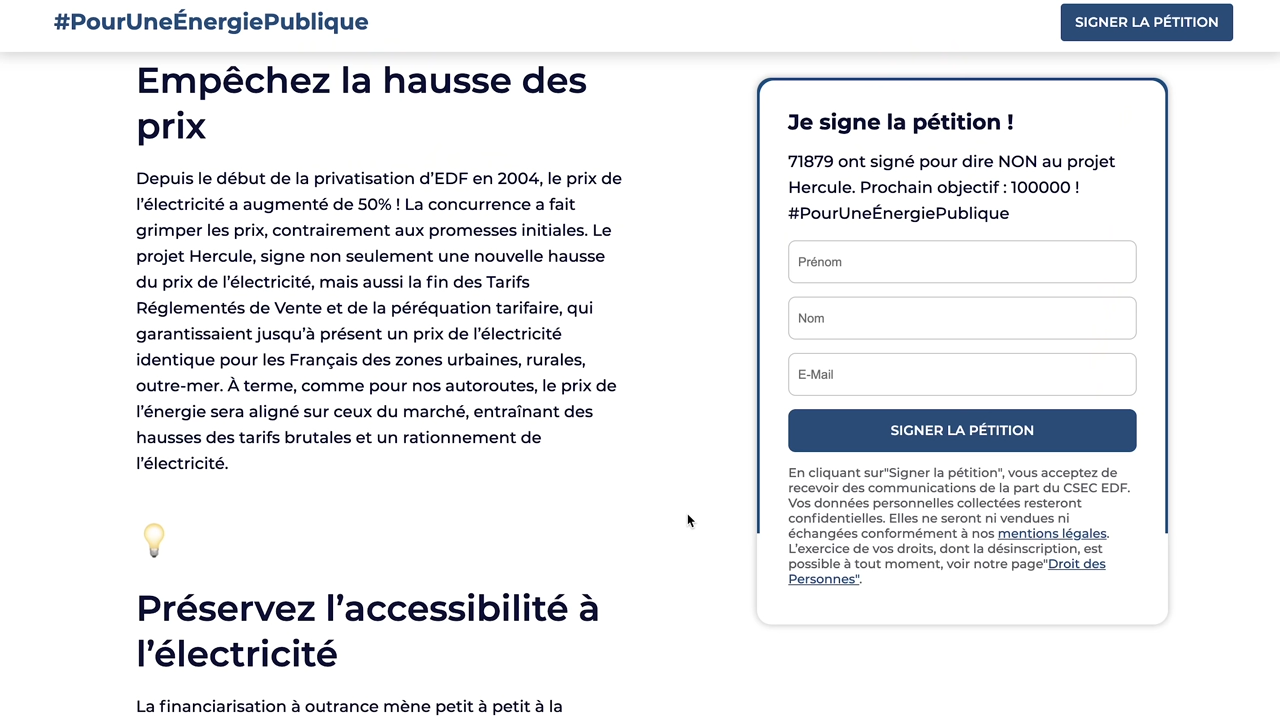 #PourUneÉnergiePublique
SIGNER LA PÉTITION
Empêchez la hausse des
prix
Depuis le début de la privatisation d’EDF en 2004, le prix de
l’électricité a augmenté de 50% ! La concurrence a fait
grimper les prix, contrairement aux promesses initiales. Le
projet Hercule, signe non seulement une nouvelle hausse
du prix de l’électricité, mais aussi la fin des Tarifs
Réglementés de Vente et de la péréquation tarifaire, qui
garantissaient jusqu’à présent un prix de l’électricité
identique pour les Français des zones urbaines, rurales,
outre-mer. À terme, comme pour nos autoroutes, le prix de
l’énergie sera aligné sur ceux du marché, entraînant des
hausses des tarifs brutales et un rationnement de
l’électricité.
Préservez l’accessibilité à
l’électricité
La financiarisation à outrance mène petit à petit à la
Je signe la pétition !
71879 ont signé pour dire NON au projet
Hercule. Prochain objectif : 100000 !
#PourUneÉnergiePublique
Prénom
Nom
E-Mail
SIGNER LA PÉTITION
En cliquant sur"Signer la pétition", vous acceptez de
recevoir des communications de la part du CSEC EDF.
Vos données personnelles collectées resteront
confidentielles. Elles ne seront ni vendues ni
échangées conformément à nos mentions légales.
L’exercice de vos droits, dont la désinscription, est
possible à tout moment, voir notre page"Droit des
Personnes".